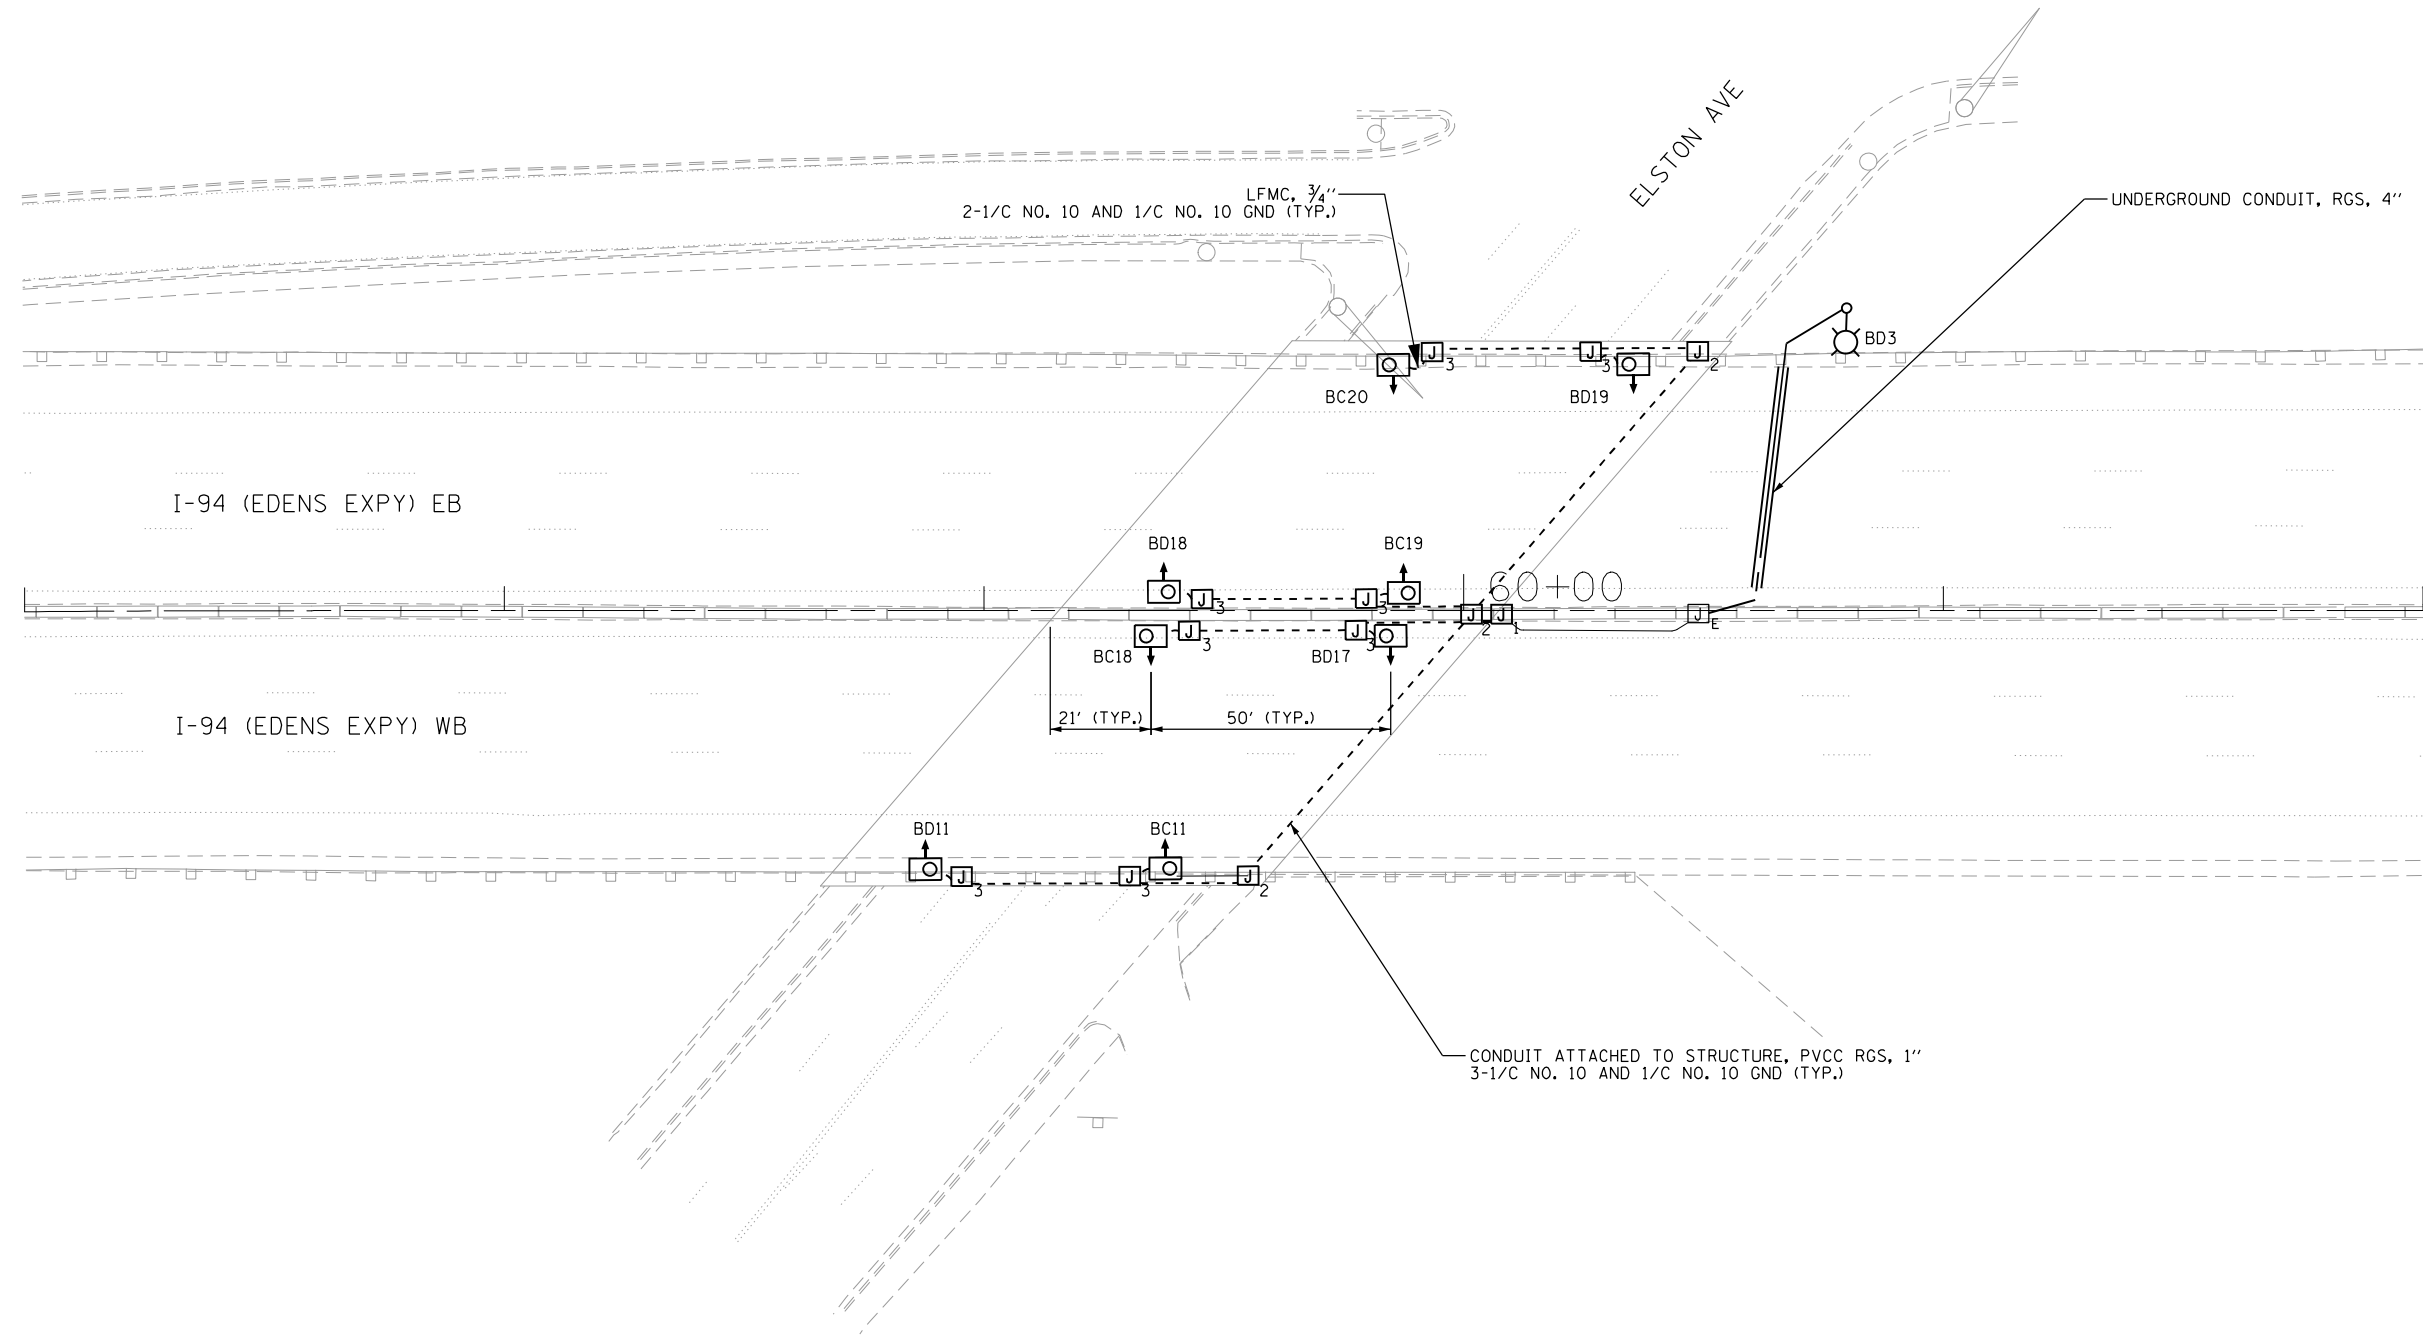 ELSTON AVE
LFMC, 3/4"
2-1/C NO. 10 AND 1/C NO. 10 GND (TYP.)
UNDERGROUND CONDUIT, RGS, 4"
BD3
J
3
J
3
J
2
BC20
BD19
I-94 (EDENS EXPY) EB
BD18
BC19
60+00
J
3
J
3
J
2
J
1
J
E
J
3
J
3
BC18
BD17
21' (TYP.)
50' (TYP.)
I-94 (EDENS EXPY) WB
BD11
BC11
J
3
J
3
J
2
CONDUIT ATTACHED TO STRUCTURE, PVCC RGS, 1"
3-1/C NO. 10 AND 1/C NO. 10 GND (TYP.)